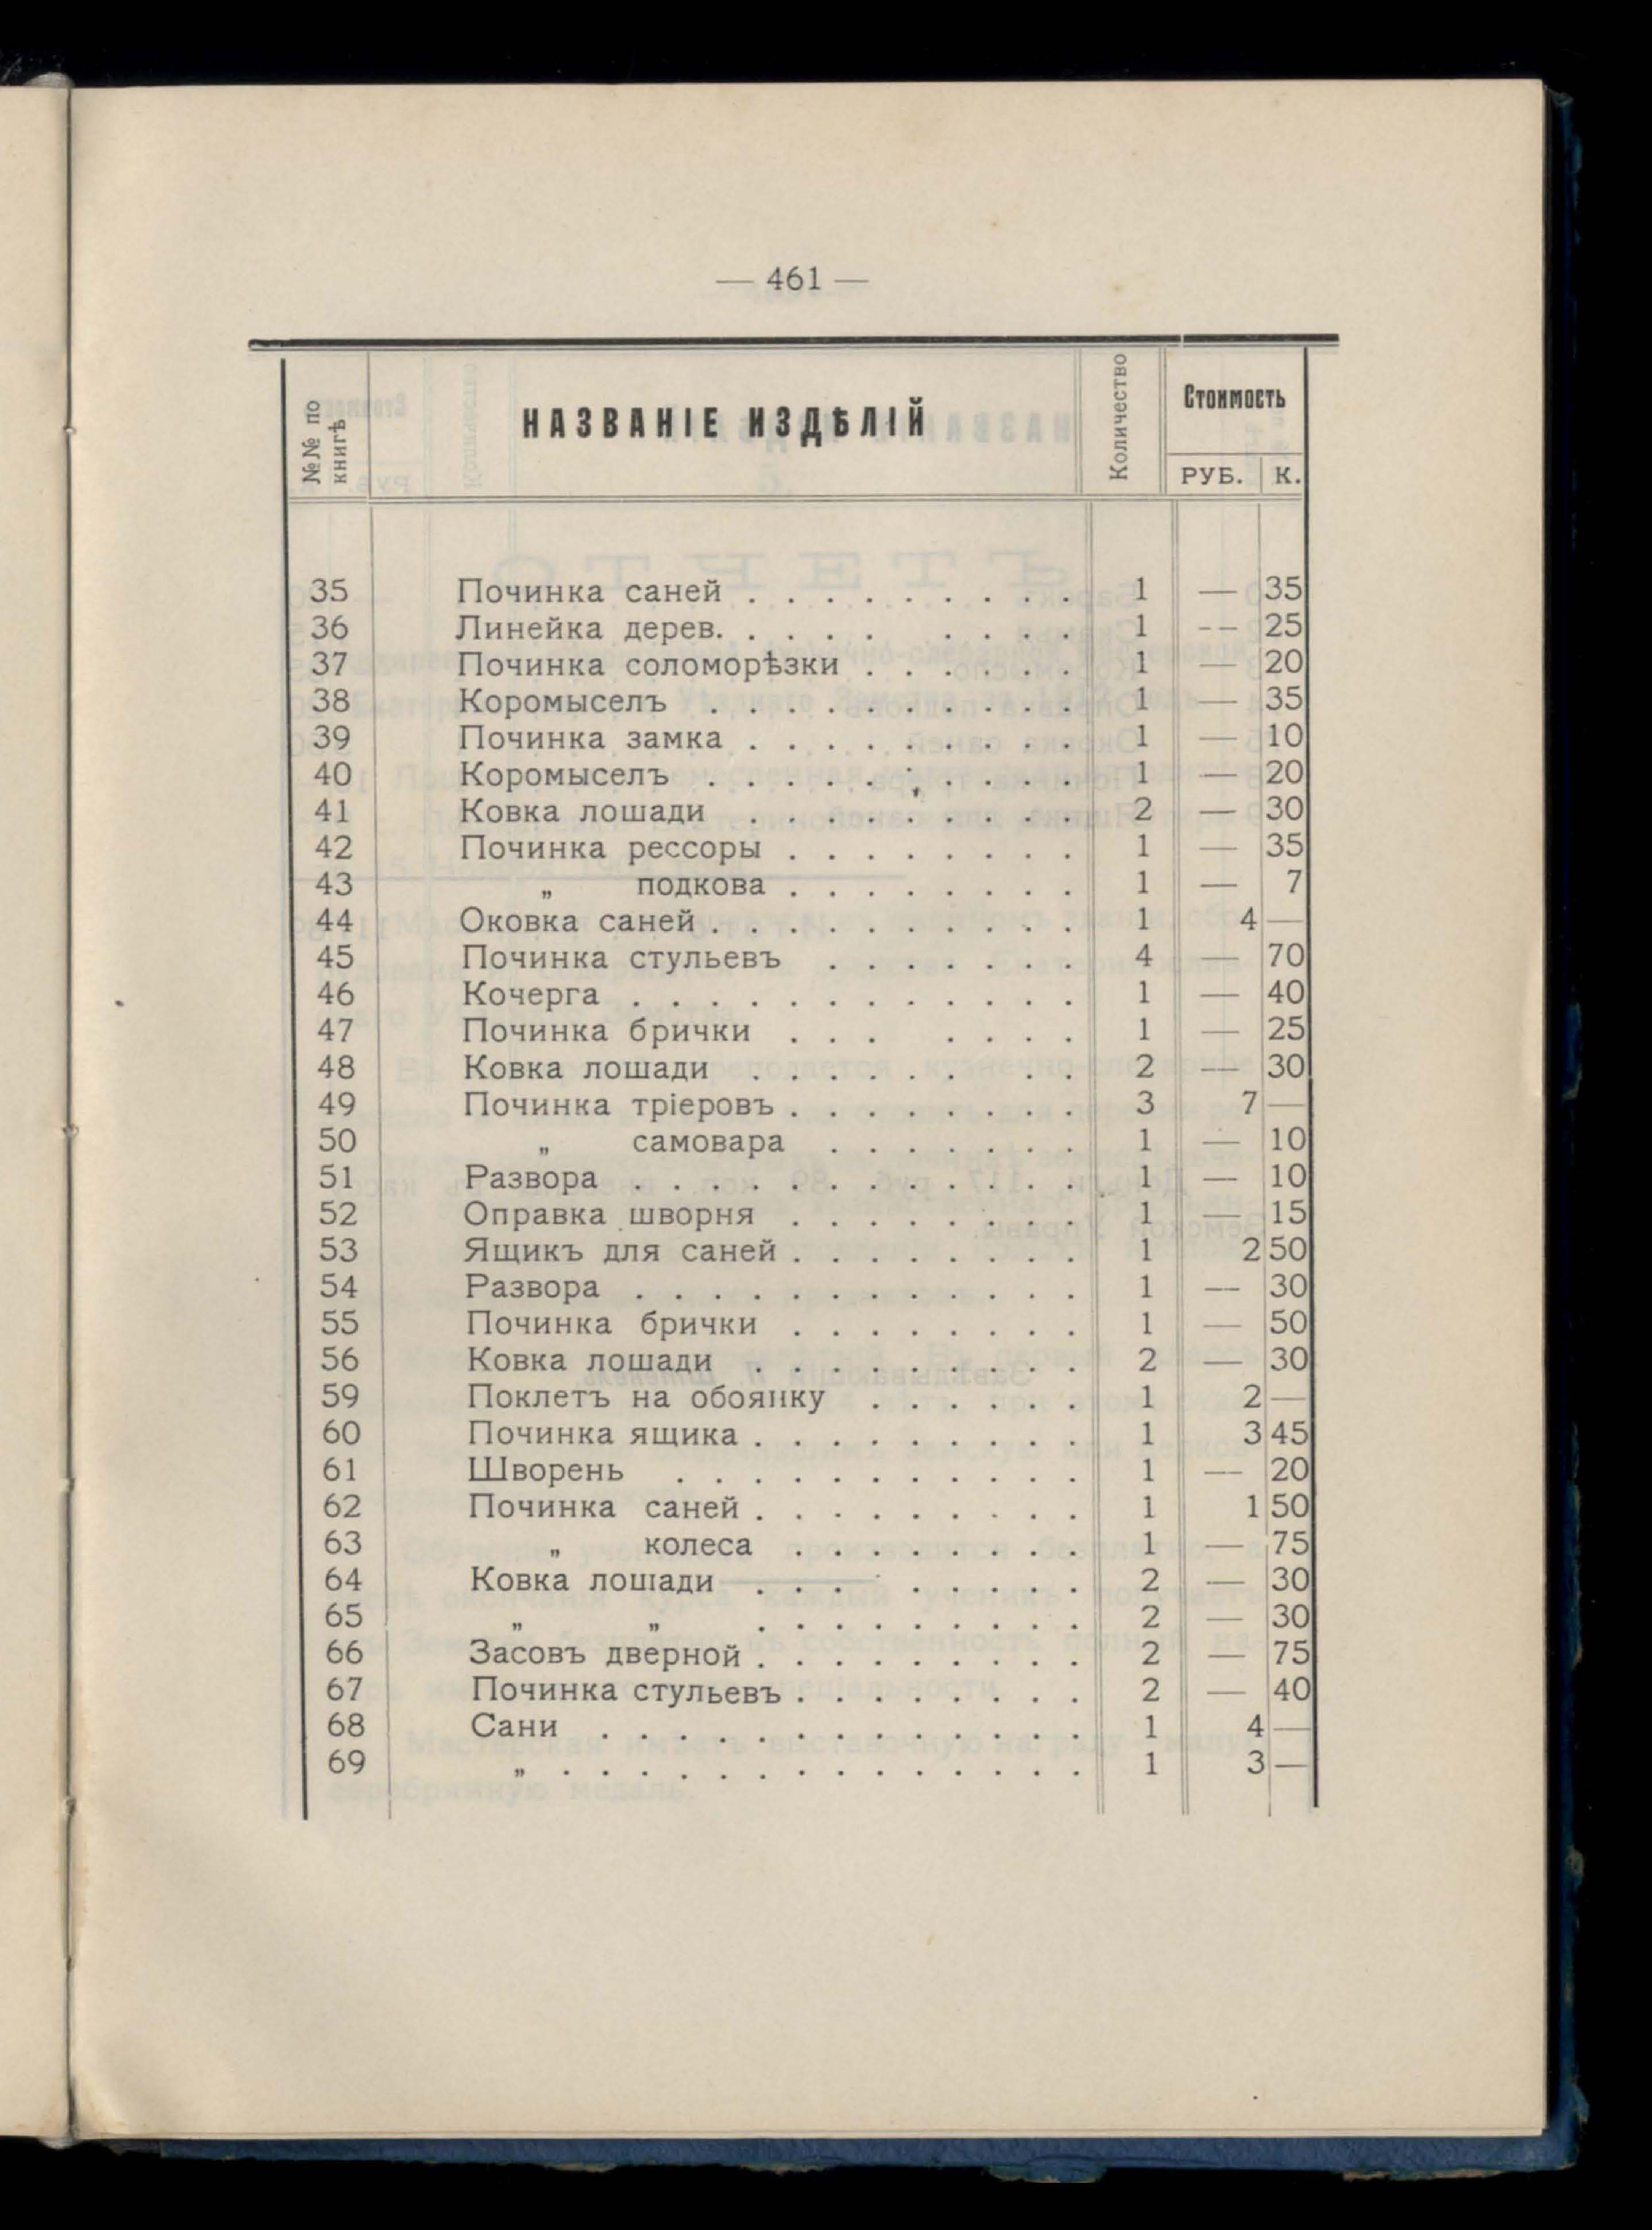 — 461 —
№№ по книгѣ НАЗВАНІЕ ИЗДѢЛІЙ Количество Стоимость
РУБ. К.
35 Починка саней . . . . . . . . . 1 — 35
36 Линейка дерев. . . . . . . . . 1 -- 25
37 Починка соломорѣзки . . . . . . 1 — 20
38 Коромыселъ . . . . . . . . . . 1 — 35
39 Починка замка . . . . . . . . . 1 — 10
40 Коромыселъ . . . . . . . . . . 1 — 20
41 Ковка лошади . . . . . . . . . 2 — 30
42 Починка рессоры . . . . . . . . 1 — 35
43 „ подкова . . . . . . . . 1 — 7
44 Оковка саней . . . . . . . . . . 1 4 —
45 Починка стульевъ . . . . . . . 4 — 70
46 Кочерга . . . . . . . . . . . . 1 — 40
47 Починка брички . . . . . . . 1 — 25
48 Ковка лошади . . . . . . . . 2 — 30
49 Починка тріеровъ . . . . . . . . 3 7 —
50 „ самовара . . . . . . . 1 — 10
51 Развора . . . . . . . . . . . . 1 — 10
52 Оправка шворня . . . . . . . . 1 — 15
53 Ящикъ для саней . . . . . . . . 1 2 50
54 Развора . . . . . . . . . . . . 1 — 30
55 Починка брички . . . . . . . . 1 — 50
56 Ковка лошади . . . . . . . . . 2 — 30
59 Поклетъ на обоянку . . . . . . 1 2 —
60 Починка ящика . . . . . . . . . 1 3 45
61 Шворень . . . . . . . . . . . 1 — 20
62 Починка саней . . . . . . . . . 1 1 50
63 „ колеса . . . . . . . . 1 — 75
64 Ковка лошади . . . . . . . . . 2 — 30
65 „ „ . . . . . . . . . 2 — 30
66 Засовъ дверной . . . . . . . . . 2 — 75
67 Починка стульевъ . . . . . . . . 2 — 40
68 Сани . . . . . . . . . . . . . 1 4 —
69 „ . . . . . . . . . . . . . . 1 3 —